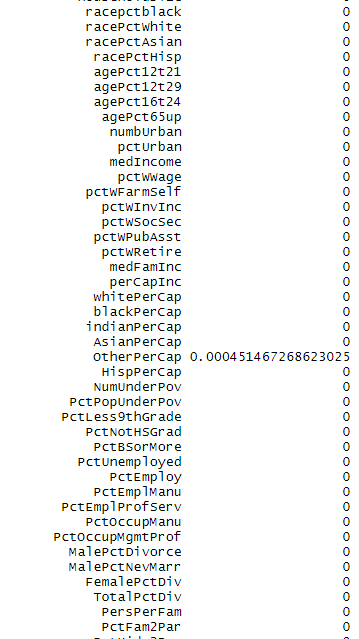 racepctblack 0
racePctWhite 0
racePctAsian 0
racePctHisp 0
agePct12t21 0
agePct12t29 0
agePct16t24 0
agePct65up 0
numbUrban 0
pctUrban 0
medIncome 0
pctWWage 0
pctWFarmSelf 0
pctWInvInc 0
pctWSocSec 0
pctWPubAsst 0
pctWRetire 0
medFamInc 0
perCapInc 0
whitePerCap 0
blackPerCap 0
indianPerCap 0
AsianPerCap 0
OtherPerCap 0.000451467268623025
HispPerCap 0
NumUnderPov 0
PctPopUnderPov 0
PctLess9thGrade 0
PctNotHSGrad 0
PctBSorMore 0
PctUnemployed 0
PctEmploy 0
PctEmplManu 0
PctEmplProfServ 0
PctOccupManu 0
PctOccupMgmtProf 0
MalePctDivorce 0
MalePctNevMarr 0
FemalePctDiv 0
TotalPctDiv 0
PersPerFam 0
PctFam2Par 0